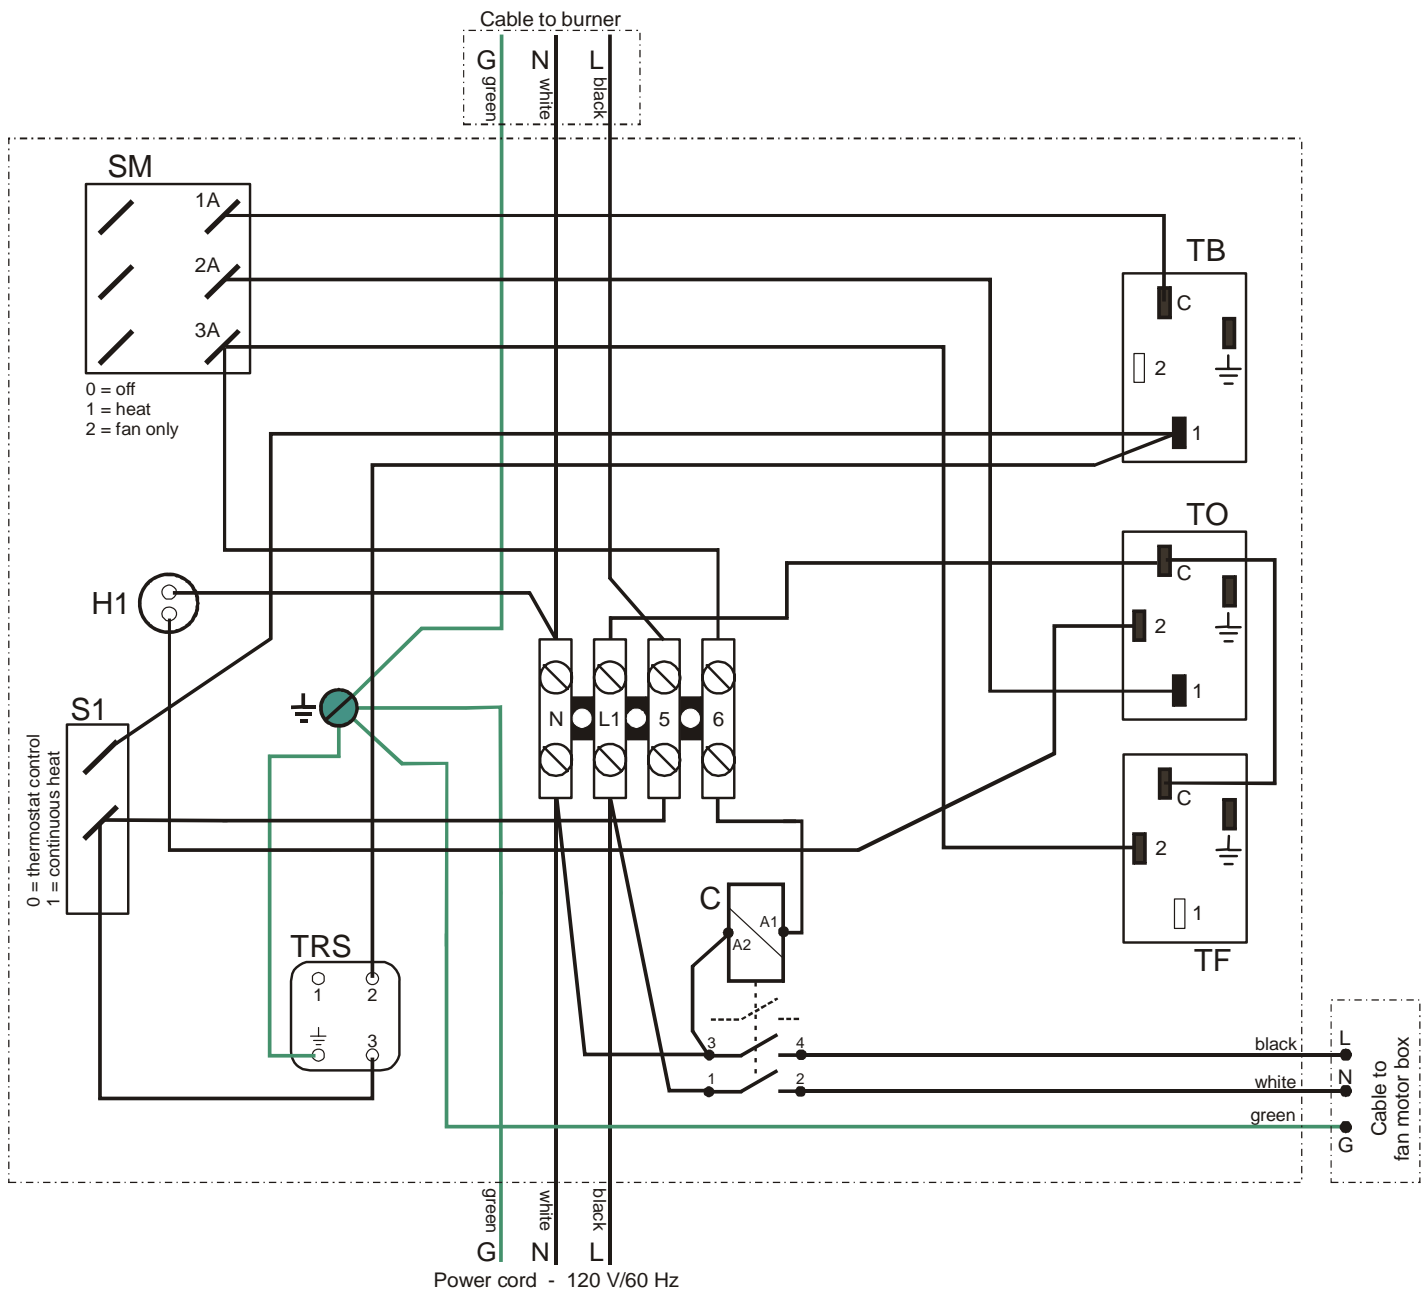 Cable to burner
G N L
green white black
SM
1A
2A
3A
0 = off
1 = heat
2 = fan only
TB
C
2
1
TO
C
2
1
H1
N L1 5 6
S1
0 = thermostat control
1 = continuous heat
C
2
1
TF
C
A1
A2
TRS
1 2
3
3 4
1 2
black
white
green
L
N
G
Cable to
fan motor box
green white black
G N L
Power cord - 120 V/60 Hz